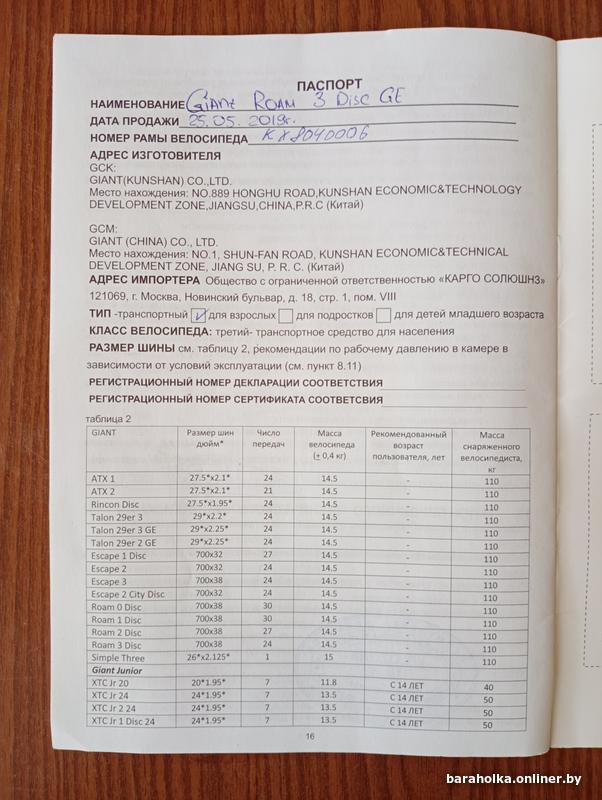 ПАСПОРТ
НАИМЕНОВАНИЕ Giant Roam 3 Disc GE
ДАТА ПРОДАЖИ 25.05.2019г.
НОМЕР РАМЫ ВЕЛОСИПЕДА KX8040006
АДРЕС ИЗГОТОВИТЕЛЯ
GCK:
GIANT(KUNSHAN) CO.,LTD.
Место нахождения: NO.889 HONGHU ROAD,KUNSHAN ECONOMIC&TECHNOLOGY
DEVELOPMENT ZONE,JIANGSU,CHINA,P.R.C (Китай)
GCM:
GIANT (CHINA) CO., LTD.
Место нахождения: NO.1, SHUN-FAN ROAD, KUNSHAN ECONOMIC&TECHNICAL
DEVELOPMENT ZONE, JIANG SU, P. R. C. (Китай)
АДРЕС ИМПОРТЕРА Общество с ограниченной ответственностью «КАРГО СОЛЮШНЗ»
121069, г. Москва, Новинский бульвар, д. 18, стр. 1, пом. VIII
ТИП -транспортный для взрослых для подростков для детей младшего возраста
КЛАСС ВЕЛОСИПЕДА: третий- транспортное средство для населения
РАЗМЕР ШИНЫ см. таблицу 2, рекомендации по рабочему давлению в камере в
зависимости от условий эксплуатации (см. пункт 8.11)
РЕГИСТРАЦИОННЫЙ НОМЕР ДЕКЛАРАЦИИ СООТВЕТСТВИЯ
РЕГИСТРАЦИОННЫЙ НОМЕР СЕРТИФИКАТА СООТВЕТСВИЯ
таблица 2
GIANT Размер шин дюйм* Число передач Масса велосипеда (± 0,4 кг) Рекомендованный возраст пользователя, лет Масса снаряженного велосипедиста, кг
ATX 1 27.5*x2.1* 24 14.5 - 110
ATX 2 27.5*x2.1* 21 14.5 - 110
Rincon Disc 27.5*x1.95* 24 14.5 - 110
Talon 29er 3 29*x2.2* 24 14.5 - 110
Talon 29er 3 GE 29*x2.25* 24 14.5 - 110
Talon 29er 2 GE 29*x2.25* 24 14.5 - 110
Escape 1 Disc 700x32 27 14.5 - 110
Escape 2 700x32 24 14.5 - 110
Escape 3 700x38 24 14.5 - 110
Escape 2 City Disc 700x32 24 14.5 - 110
Roam 0 Disc 700x38 30 14.5 - 110
Roam 1 Disc 700x38 30 14.5 - 110
Roam 2 Disc 700x38 27 14.5 - 110
Roam 3 Disc 700x38 24 14.5 - 110
Simple Three 26*x2.125* 1 15 - 110
Giant Junior
XTC Jr 20 20*1.95* 7 11.8 С 14 ЛЕТ 40
XTC Jr 24 24*1.95* 7 13.5 С 14 ЛЕТ 50
XTC Jr 2 24 24*1.95* 7 13.5 С 14 ЛЕТ 50
XTC Jr 1 Disc 24 24*1.95* 7 13.5 С 14 ЛЕТ 50
16
baraholka.onliner.by